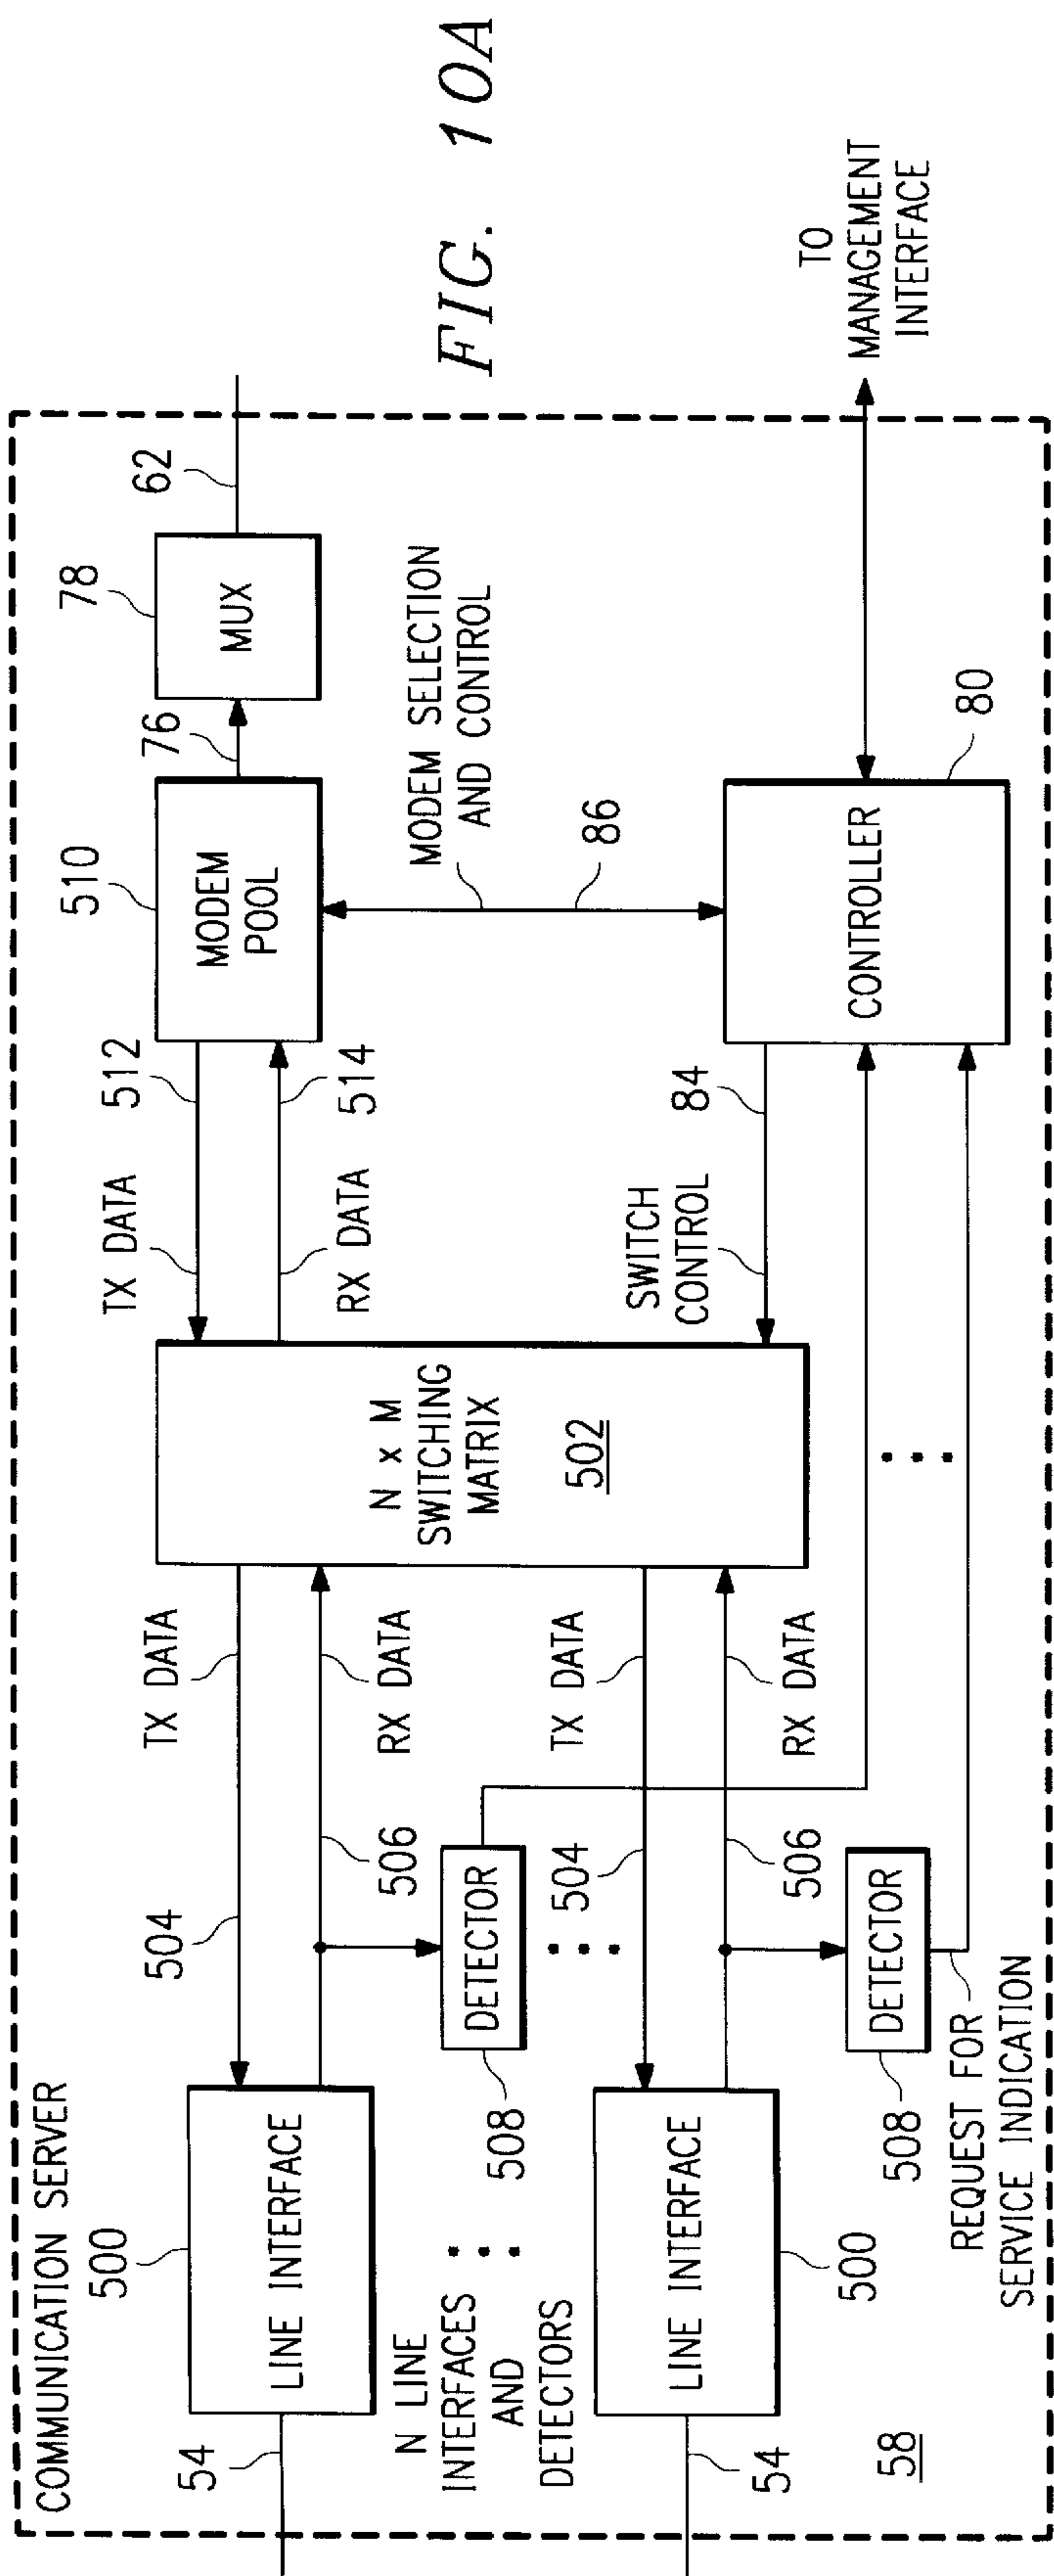 COMMUNICATION SERVER
500
LINE INTERFACE
54
504
TX DATA
506
RX DATA
DETECTOR
508
N LINE
INTERFACES
AND
DETECTORS
504
TX DATA
LINE INTERFACE
500
54
506
RX DATA
DETECTOR
508
REQUEST FOR
SERVICE INDICATION
58
N x M
SWITCHING
MATRIX
502
TX DATA
512
RX DATA
514
SWITCH
CONTROL
84
510
MODEM
POOL
76
78
MUX
62
MODEM SELECTION
AND CONTROL
86
CONTROLLER
80
TO
MANAGEMENT
INTERFACE
FIG. 10A